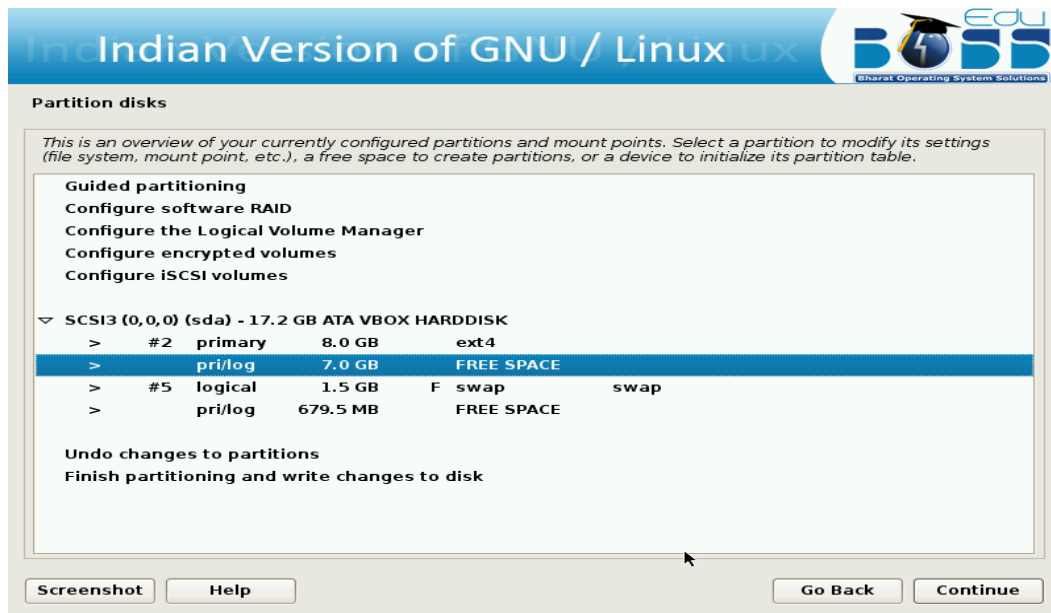 Indian Version of GNU / Linux
Edu
BOSS
Bharat Operating System Solutions
Partition disks
This is an overview of your currently configured partitions and mount points. Select a partition to modify its settings
(file system, mount point, etc.), a free space to create partitions, or a device to initialize its partition table.
Guided partitioning
Configure software RAID
Configure the Logical Volume Manager
Configure encrypted volumes
Configure iSCSI volumes
▽ SCSI3 (0,0,0) (sda) - 17.2 GB ATA VBOX HARDDISK
> #2 primary 8.0 GB ext4
> pri/log 7.0 GB FREE SPACE
> #5 logical 1.5 GB F swap swap
> pri/log 679.5 MB FREE SPACE
Undo changes to partitions
Finish partitioning and write changes to disk
Screenshot Help Go Back Continue